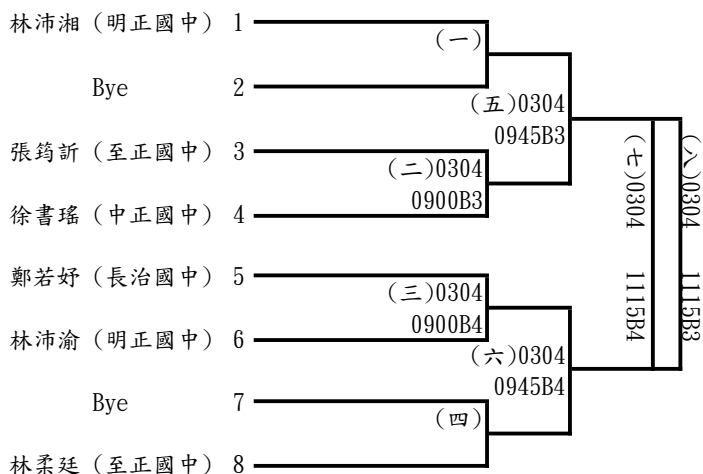 林沛湘（明正國中） 1
(一)
Bye 2
(五)0304
0945B3
張筠訢（至正國中） 3
(二)0304
0900B3
徐書瑤（中正國中） 4
(七)0304 1115B4
(八)0304 1115B3
鄭若妤（長治國中） 5
(三)0304
0900B4
林沛渝（明正國中） 6
(六)0304
0945B4
Bye 7
(四)
林柔廷（至正國中） 8